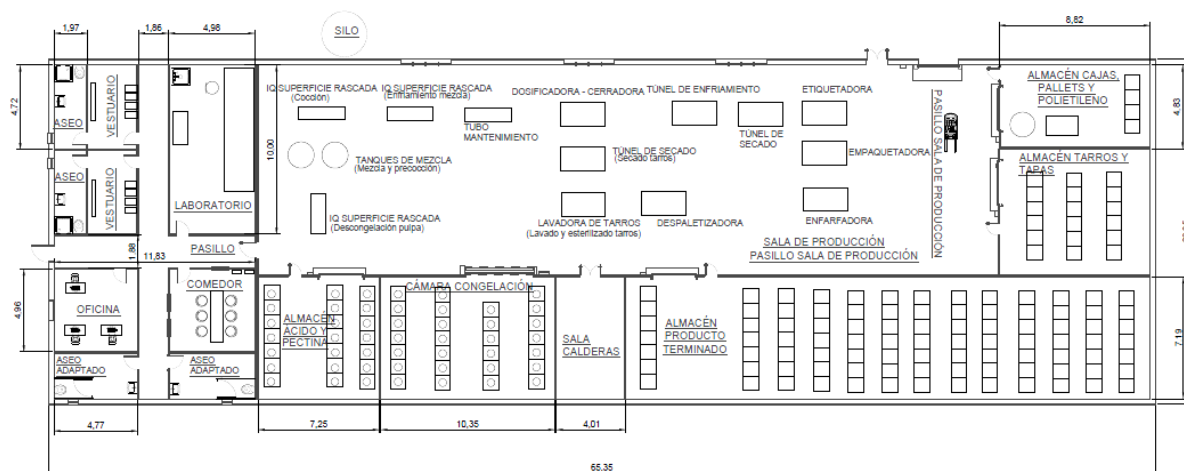 SILO
1,97
1,86
4,98
8,82
4,72
ASEO
VESTUARIO
ASEO
VESTUARIO
LABORATORIO
10.00
IQ SUPERFICIE RASCADA
(Cocción)
IQ SUPERFICIE RASCADA
(Enfriamiento mezcla)
TUBO
MANTENIMIENTO
DOSIFICADORA - CERRADORA
TÚNEL DE ENFRIAMIENTO
TÚNEL DE
SECADO
ETIQUETADORA
TANQUES DE MEZCLA
(Mezcla y precocción)
TÚNEL DE SECADO
(Secado tarros)
EMPAQUETADORA
IQ SUPERFICIE RASCADA
(Descongelación pulpa)
LAVADORA DE TARROS
(Lavado y esterilizado tarros)
DESPALETIZADORA
ENFARFADORA
SALA DE PRODUCCIÓN
PASILLO SALA DE PRODUCCIÓN
PASILLO SALA DE PRODUCCIÓN
ALMACÉN CAJAS,
PALLETS Y
POLIETILENO
4,83
ALMACÉN TARROS Y
TAPAS
PASILLO
1,88
11,83
4,96
OFICINA
COMEDOR
ASEO
ADAPTADO
ASEO
ADAPTADO
ALMACÉN
ÁCIDO Y
PECTINA
CÁMARA CONGELACIÓN
SALA
CALDERAS
ALMACÉN
PRODUCTO
TERMINADO
7,19
4,77
7,25
10,35
4,01
65,35